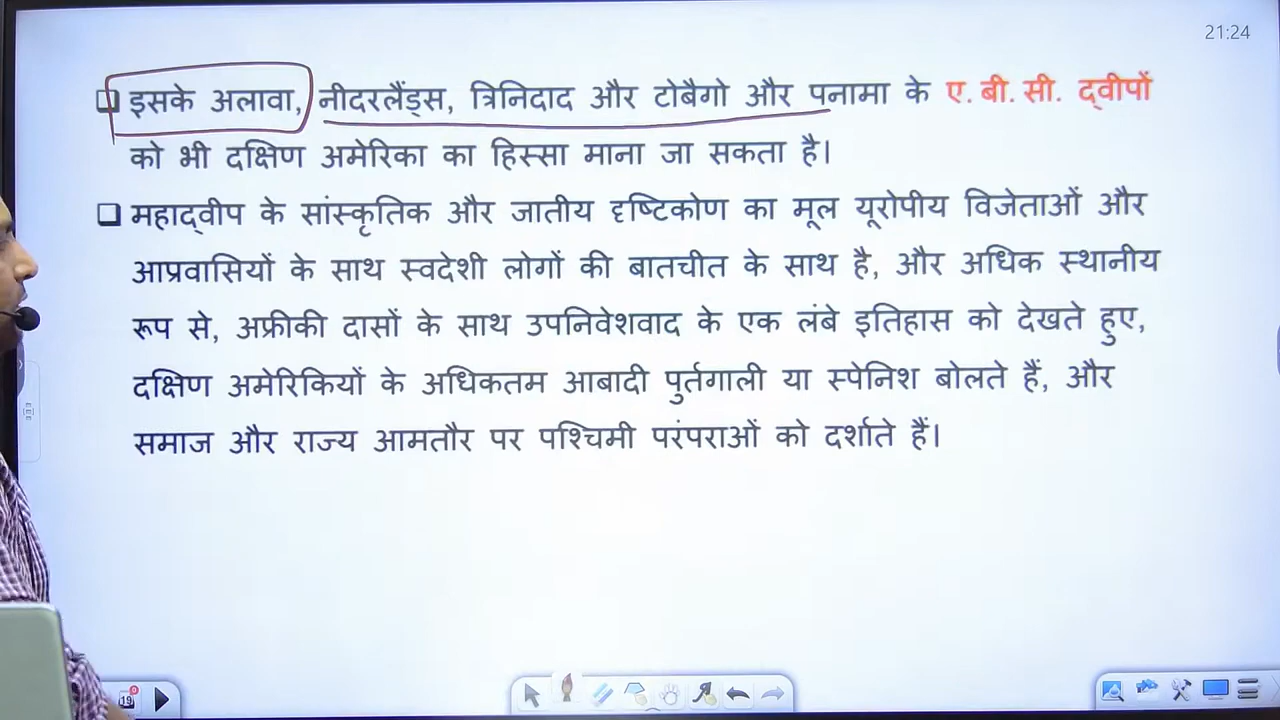 21:24
इसके अलावा, नीदरलैंड्स, त्रिनिदाद और टोबैगो और पनामा के ए. बी. सी. द्वीपों
को भी दक्षिण अमेरिका का हिस्सा माना जा सकता है।
महाद्वीप के सांस्कृतिक और जातीय दृष्टिकोण का मूल यूरोपीय विजेताओं और
आप्रवासियों के साथ स्वदेशी लोगों की बातचीत के साथ है, और अधिक स्थानीय
रूप से, अफ्रीकी दासों के साथ उपनिवेशवाद के एक लंबे इतिहास को देखते हुए,
दक्षिण अमेरिकियों के अधिकतम आबादी पुर्तगाली या स्पेनिश बोलते हैं, और
समाज और राज्य आमतौर पर पश्चिमी परंपराओं को दर्शाते हैं।
19